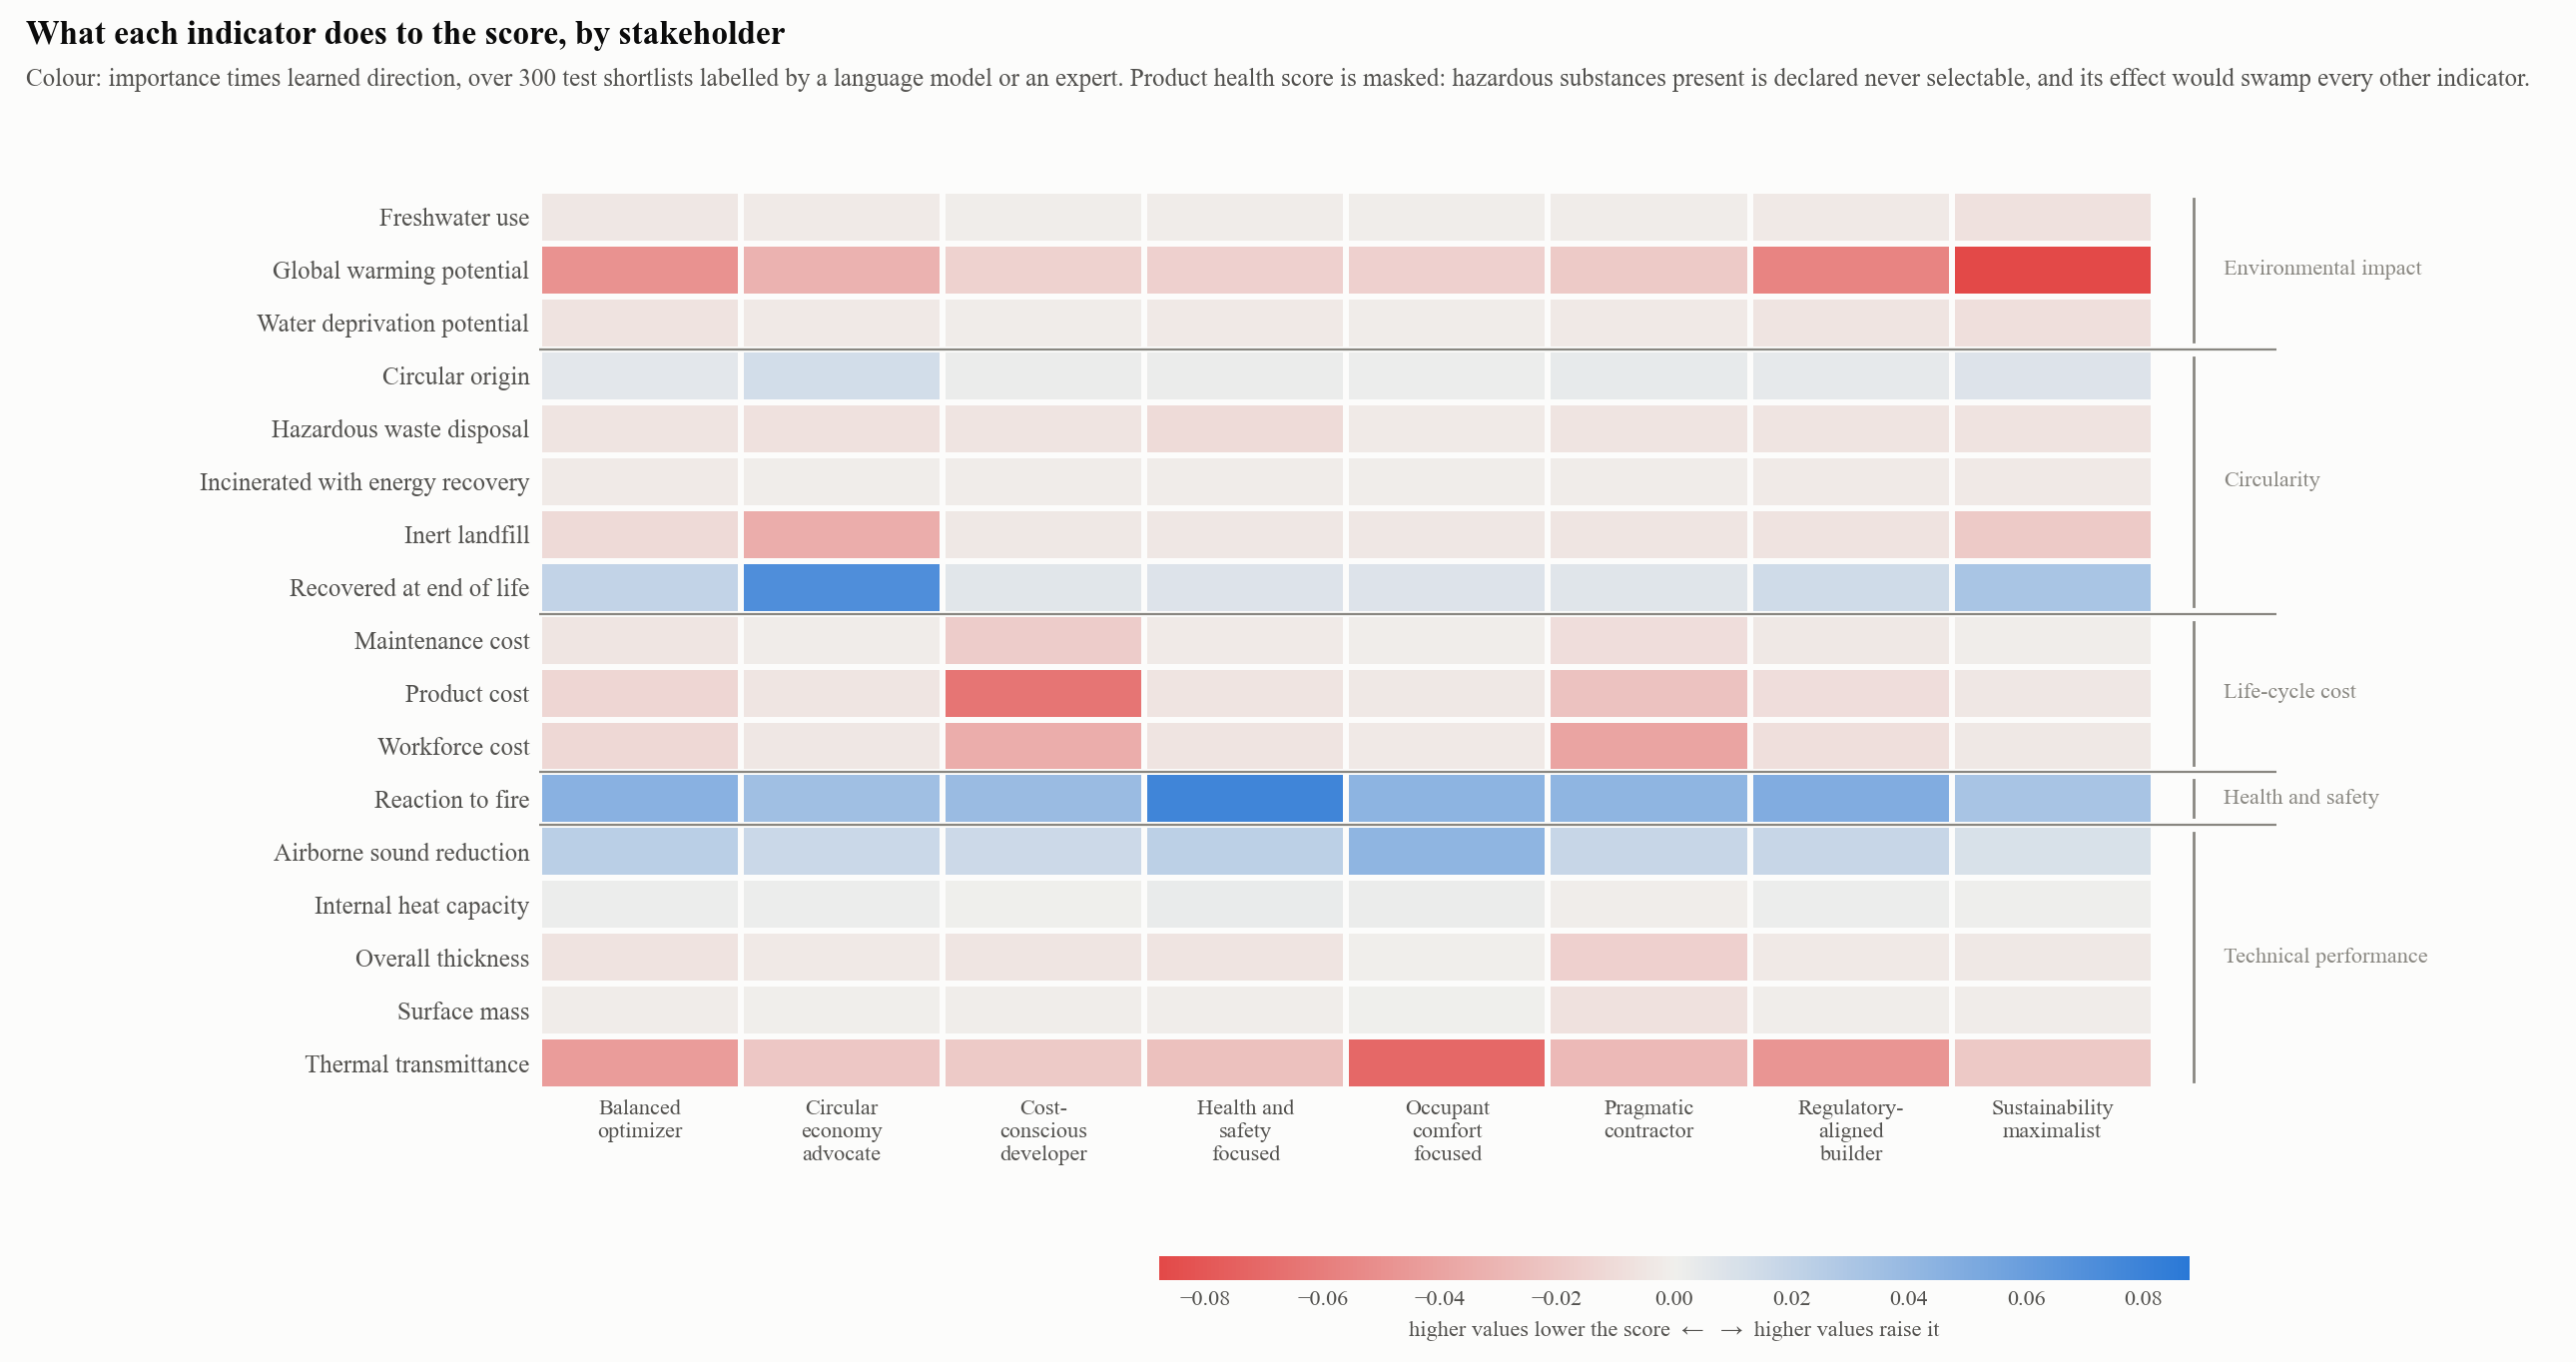 What each indicator does to the score, by stakeholder
Colour: importance times learned direction, over 300 test shortlists labelled by a language model or an expert. Product health score is masked: hazardous substances present is declared never selectable, and its effect would swamp every other indicator.
Freshwater use
Global warming potential
Environmental impact
Water deprivation potential
Circular origin
Hazardous waste disposal
Incinerated with energy recovery
Circularity
Inert landfill
Recovered at end of life
Maintenance cost
Product cost
Life-cycle cost
Workforce cost
Reaction to fire
Health and safety
Airborne sound reduction
Internal heat capacity
Overall thickness
Technical performance
Surface mass
Thermal transmittance
Balanced
optimizer
Circular
economy
advocate
Cost-
conscious
developer
Health and
safety
focused
Occupant
comfort
focused
Pragmatic
contractor
Regulatory-
aligned
builder
Sustainability
maximalist
−0.08 −0.06 −0.04 −0.02 0.00 0.02 0.04 0.06 0.08
higher values lower the score ← → higher values raise it